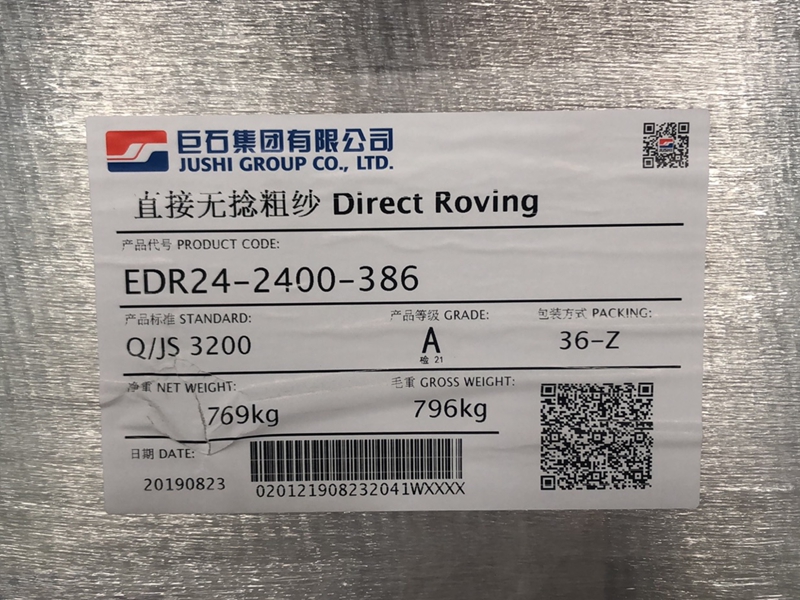 巨石集团有限公司
JUSHI GROUP CO., LTD.
直接无捻粗纱 Direct Roving
产品代号 PRODUCT CODE:
EDR24-2400-386
产品标准 STANDARD: 产品等级 GRADE: 包装方式 PACKING:
Q/JS 3200 A 36-Z
检 21
净重 NET WEIGHT: 毛重 GROSS WEIGHT:
769kg 796kg
日期 DATE:
20190823 020121908232041WXXXX